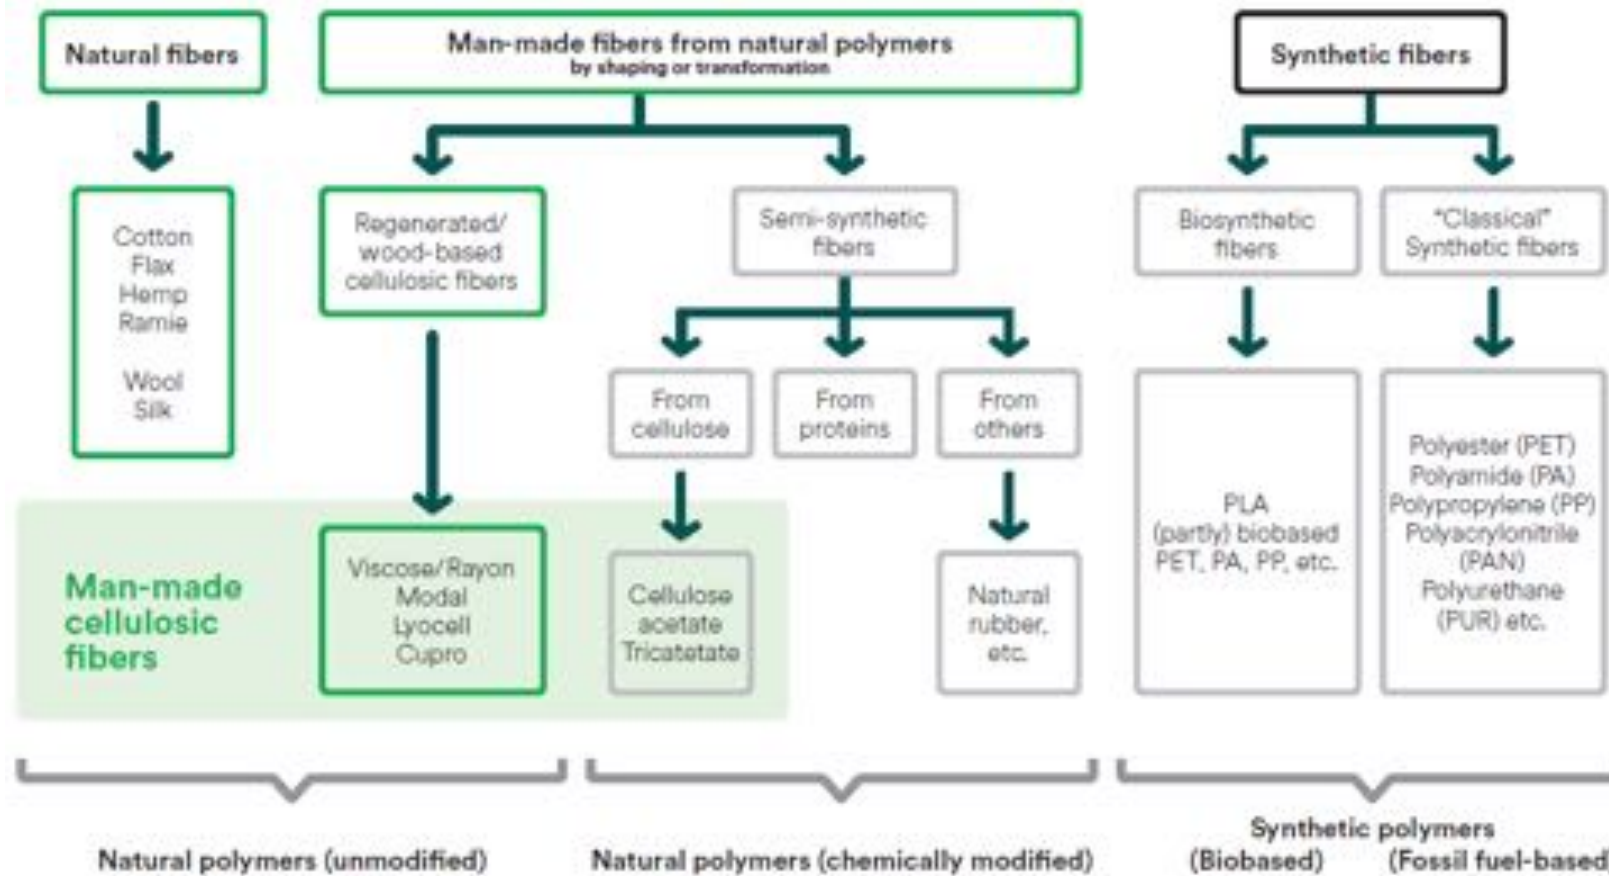 Natural fibers
Man-made fibers from natural polymers
by shaping or transformation
Synthetic fibers
Cotton
Flax
Hemp
Ramie
Wool
Silk
Regenerated/
wood-based
cellulosic fibers
Semi-synthetic
fibers
Biosynthetic
fibers
"Classical"
Synthetic fibers
From
cellulose
From
proteins
From
others
PLA
(partly) biobased
PET, PA, PP, etc.
Polyester (PET)
Polyamide (PA)
Polypropylene (PP)
Polyacrylonitrile
(PAN)
Polyurethane
(PUR) etc.
Man-made
cellulosic
fibers
Viscose/Rayon
Modal
Lyocell
Cupro
Cellulose
acetate
Tricatetate
Natural
rubber,
etc.
Natural polymers (unmodified)
Natural polymers (chemically modified)
Synthetic polymers
(Biobased)
(Fossil fuel-based)